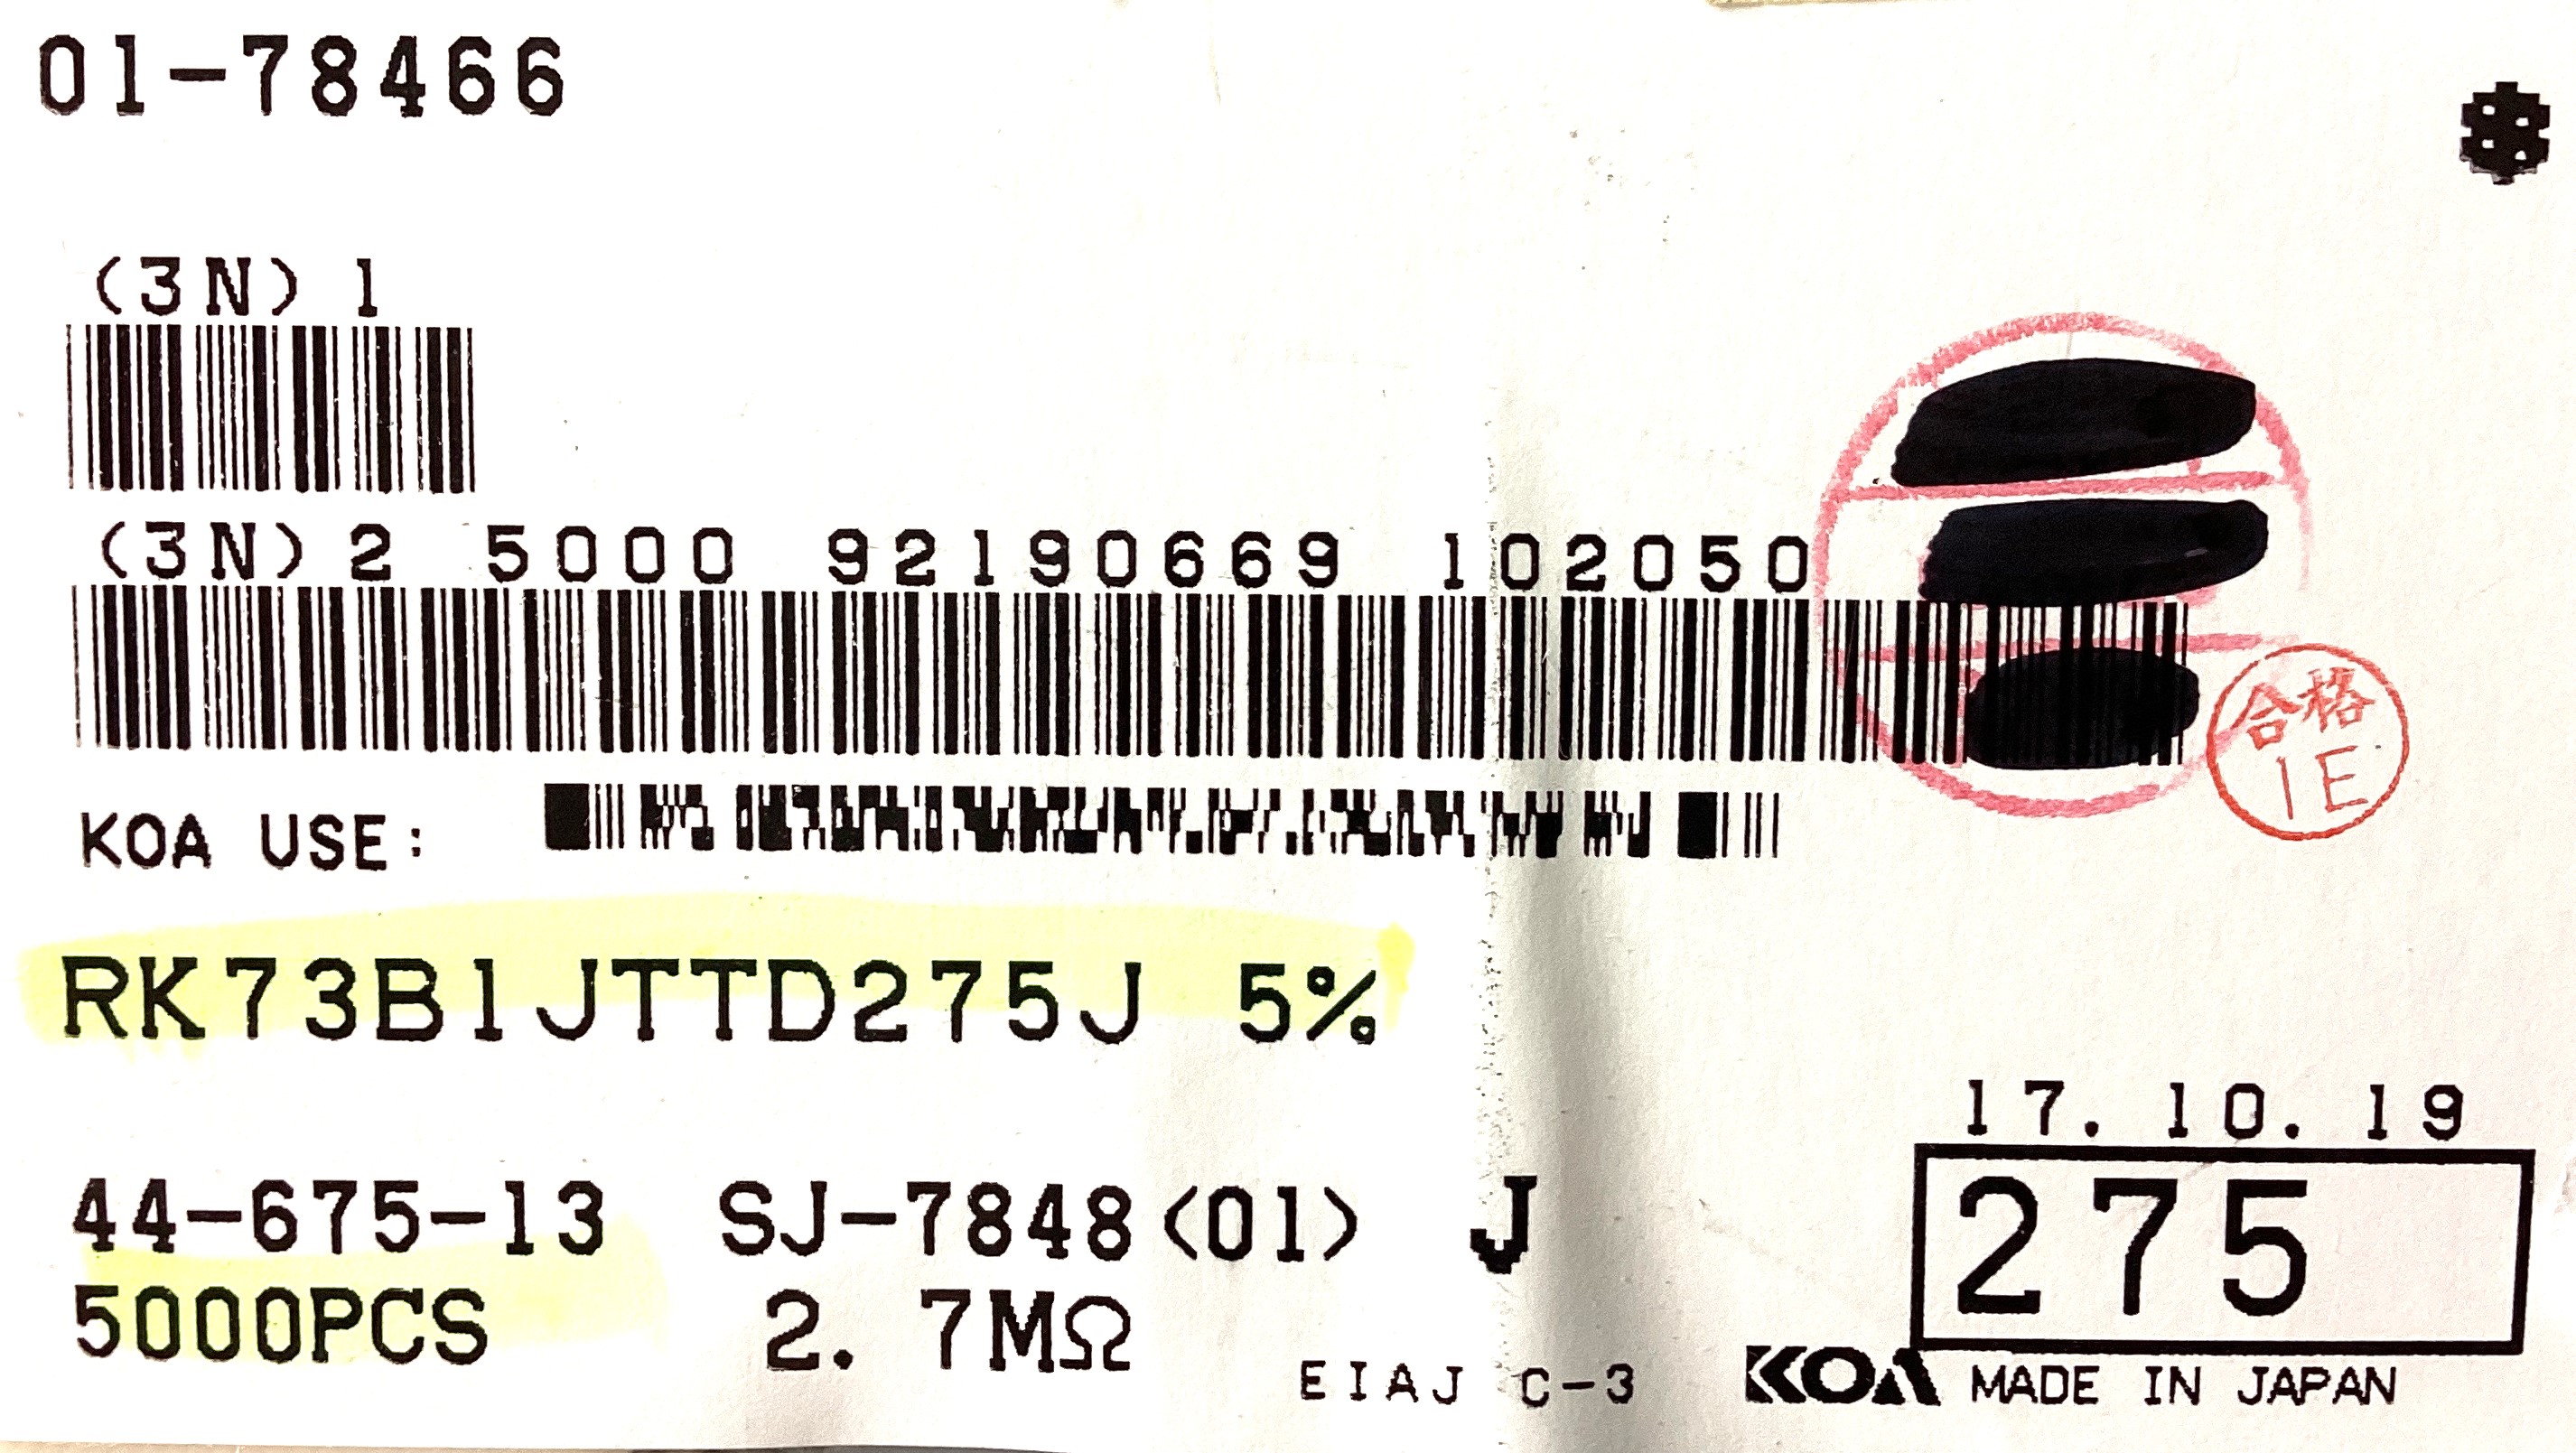 01-78466
(3N) 1
(3N) 2 5000 92190669 102050
合格
1E
KOA USE:
RK73B1JTTD275J 5%
17. 10. 19
44-675-13 SJ-7848<01> J
275
5000PCS 2. 7MΩ
EIAJ C-3 KOA MADE IN JAPAN